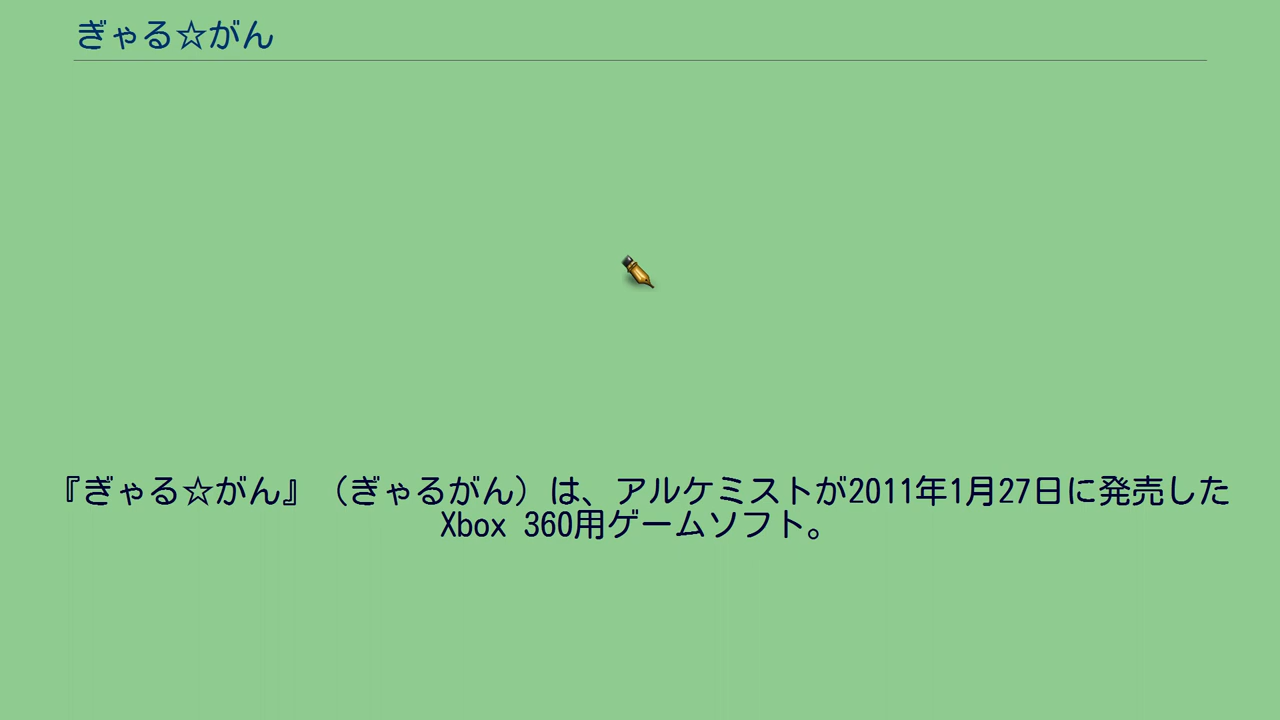 ぎゃる☆がん
『ぎゃる☆がん』（ぎゃるがん）は、アルケミストが2011年1月27日に発売した
Xbox 360用ゲームソフト。